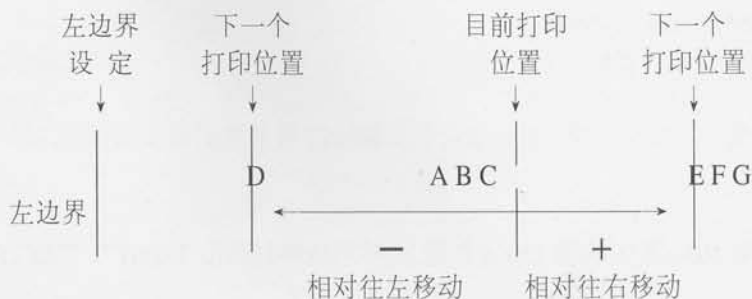 左边界 下一个 目前打印 下一个
设 定 打印位置 位置 打印位置
D A B C E F G
左边界
− +
相对往左移动 相对往右移动